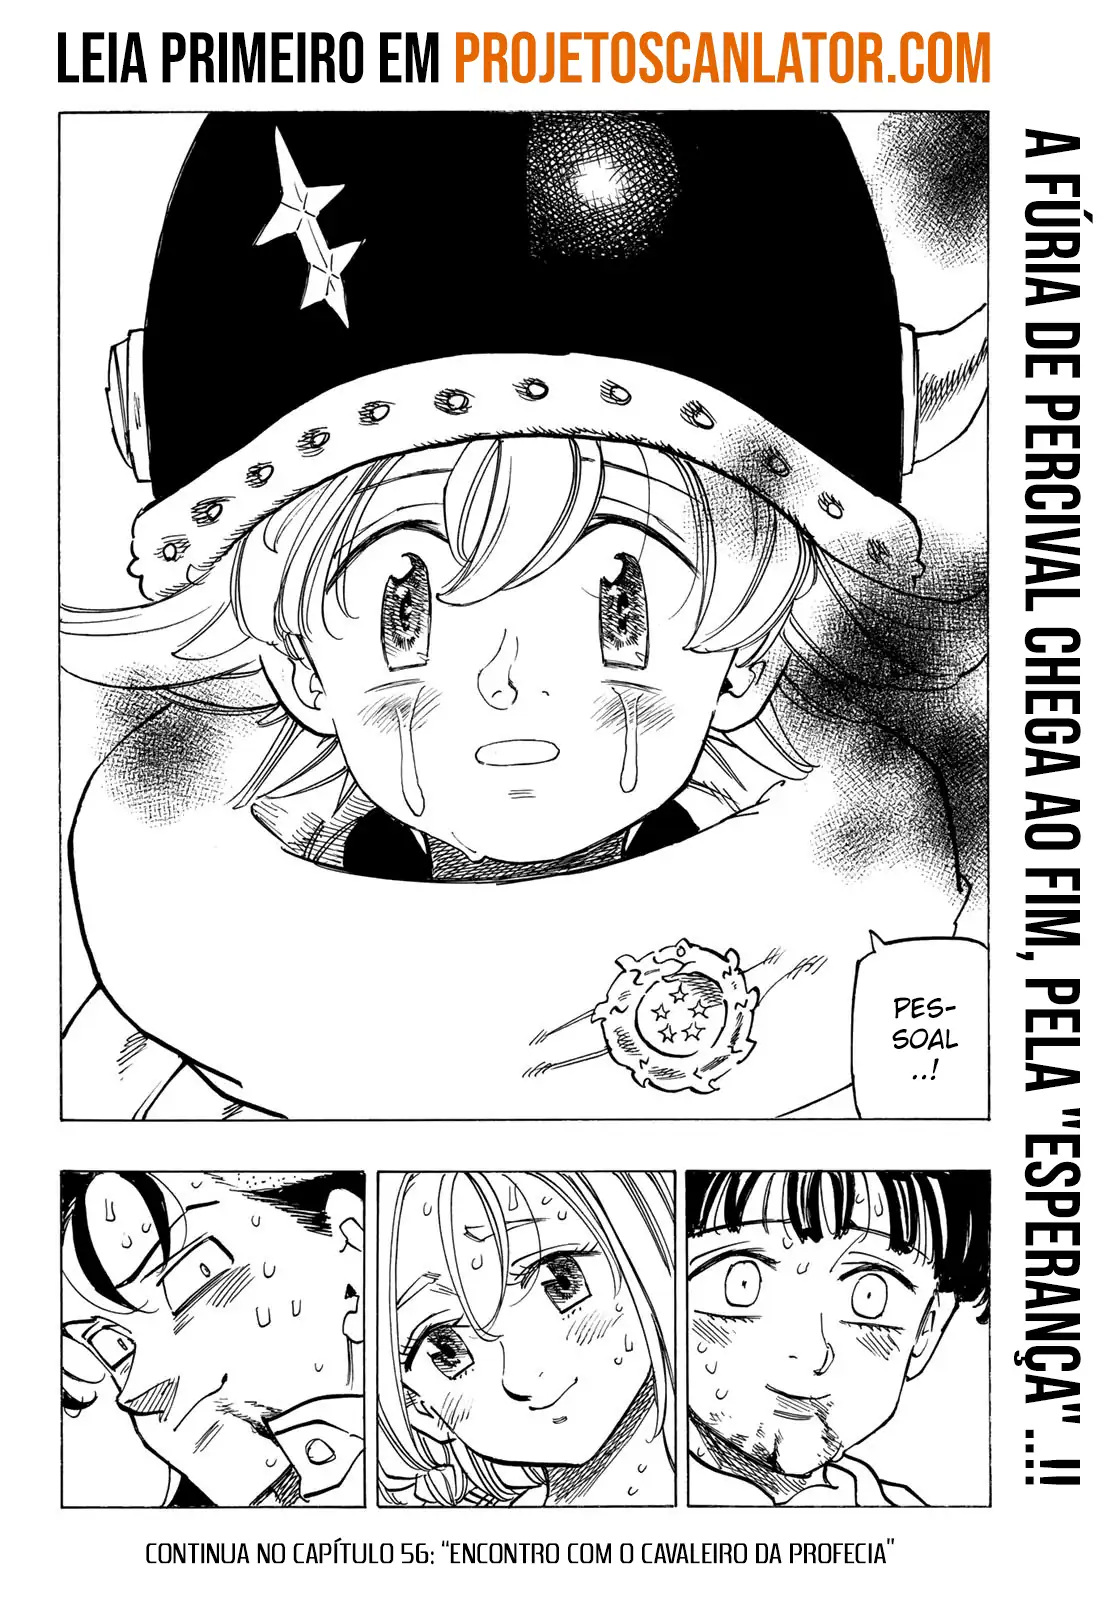 LEIA PRIMEIRO EM PROJETOSCANLATOR.COM
A FÚRIA DE PERCIVAL CHEGA AO FIM, PELA "ESPERANÇA" ...!!
PES-
SOAL
..!
CONTINUA NO CAPÍTULO 56: “ENCONTRO COM O CAVALEIRO DA PROFECIA”